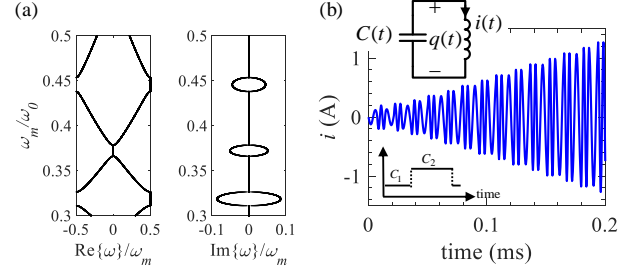 (a)
ω_m/ω_0
0.5
0.45
0.4
0.35
0.3
-0.5 0 0.5
Re{ω}/ω_m
-0.1 0 0.1
Im{ω}/ω_m
(b)
C(t)
+
q(t)
−
i(t)
i (A)
1
0
-1
C_1
C_2
time
0 0.1 0.2
time (ms)